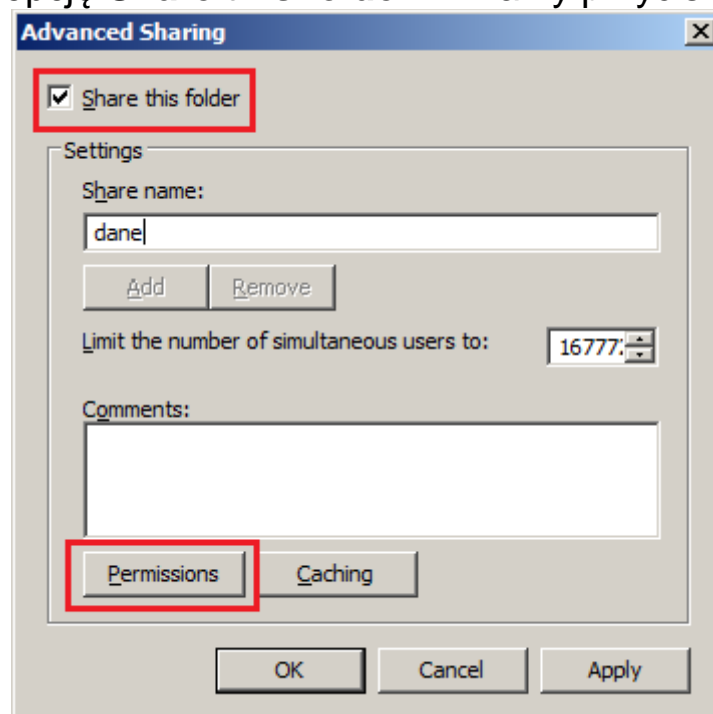 Advanced Sharing
Share this folder
Settings
Share name:
dane
Add Remove
Limit the number of simultaneous users to:
Comments:
Permissions Caching
OK Cancel Apply